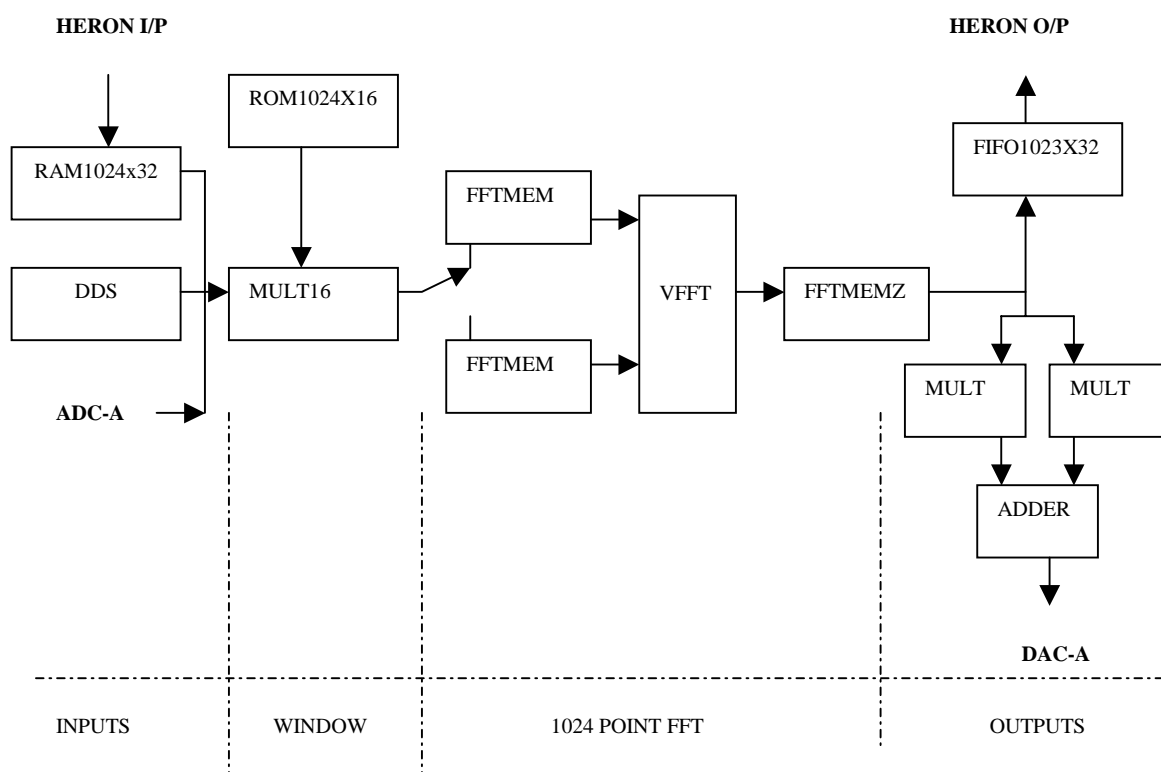 HERON I/P
HERON O/P
ROM1024X16
FIFO1023X32
RAM1024x32
FFTMEM
DDS
MULT16
VFFT
FFTMEMZ
FFTMEM
MULT
MULT
ADC-A
ADDER
DAC-A
INPUTS
WINDOW
1024 POINT FFT
OUTPUTS